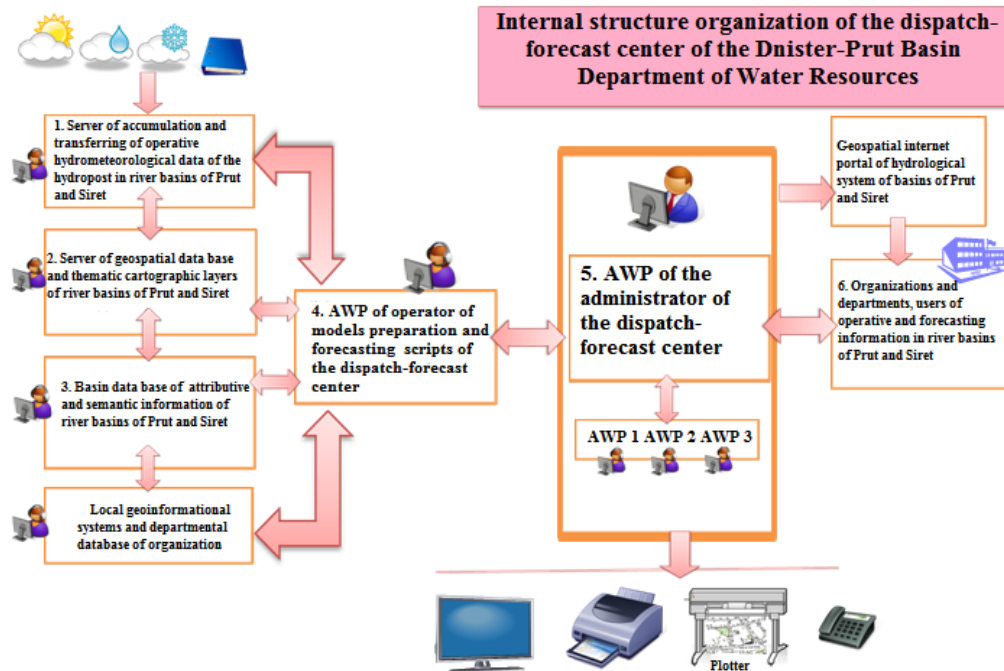 Internal structure organization of the dispatch-
forecast center of the Dnister-Prut Basin
Department of Water Resources
1. Server of accumulation and
transferring of operative
hydrometeorological data of the
hydropost in river basins of Prut
and Siret
2. Server of geospatial data base
and thematic cartographic layers
of river basins of Prut and Siret
3. Basin data base of attributive
and semantic information of
river basins of Prut and Siret
Local geoinformational
systems and departmental
database of organization
4. AWP of operator of
models preparation and
forecasting scripts of
the dispatch-forecast
center
5. AWP of the
administrator of
the dispatch-
forecast center
AWP 1 AWP 2 AWP 3
Geospatial internet
portal of hydrological
system of basins of Prut
and Siret
6. Organizations and
departments, users of
operative and forecasting
information in river basins
of Prut and Siret
Plotter